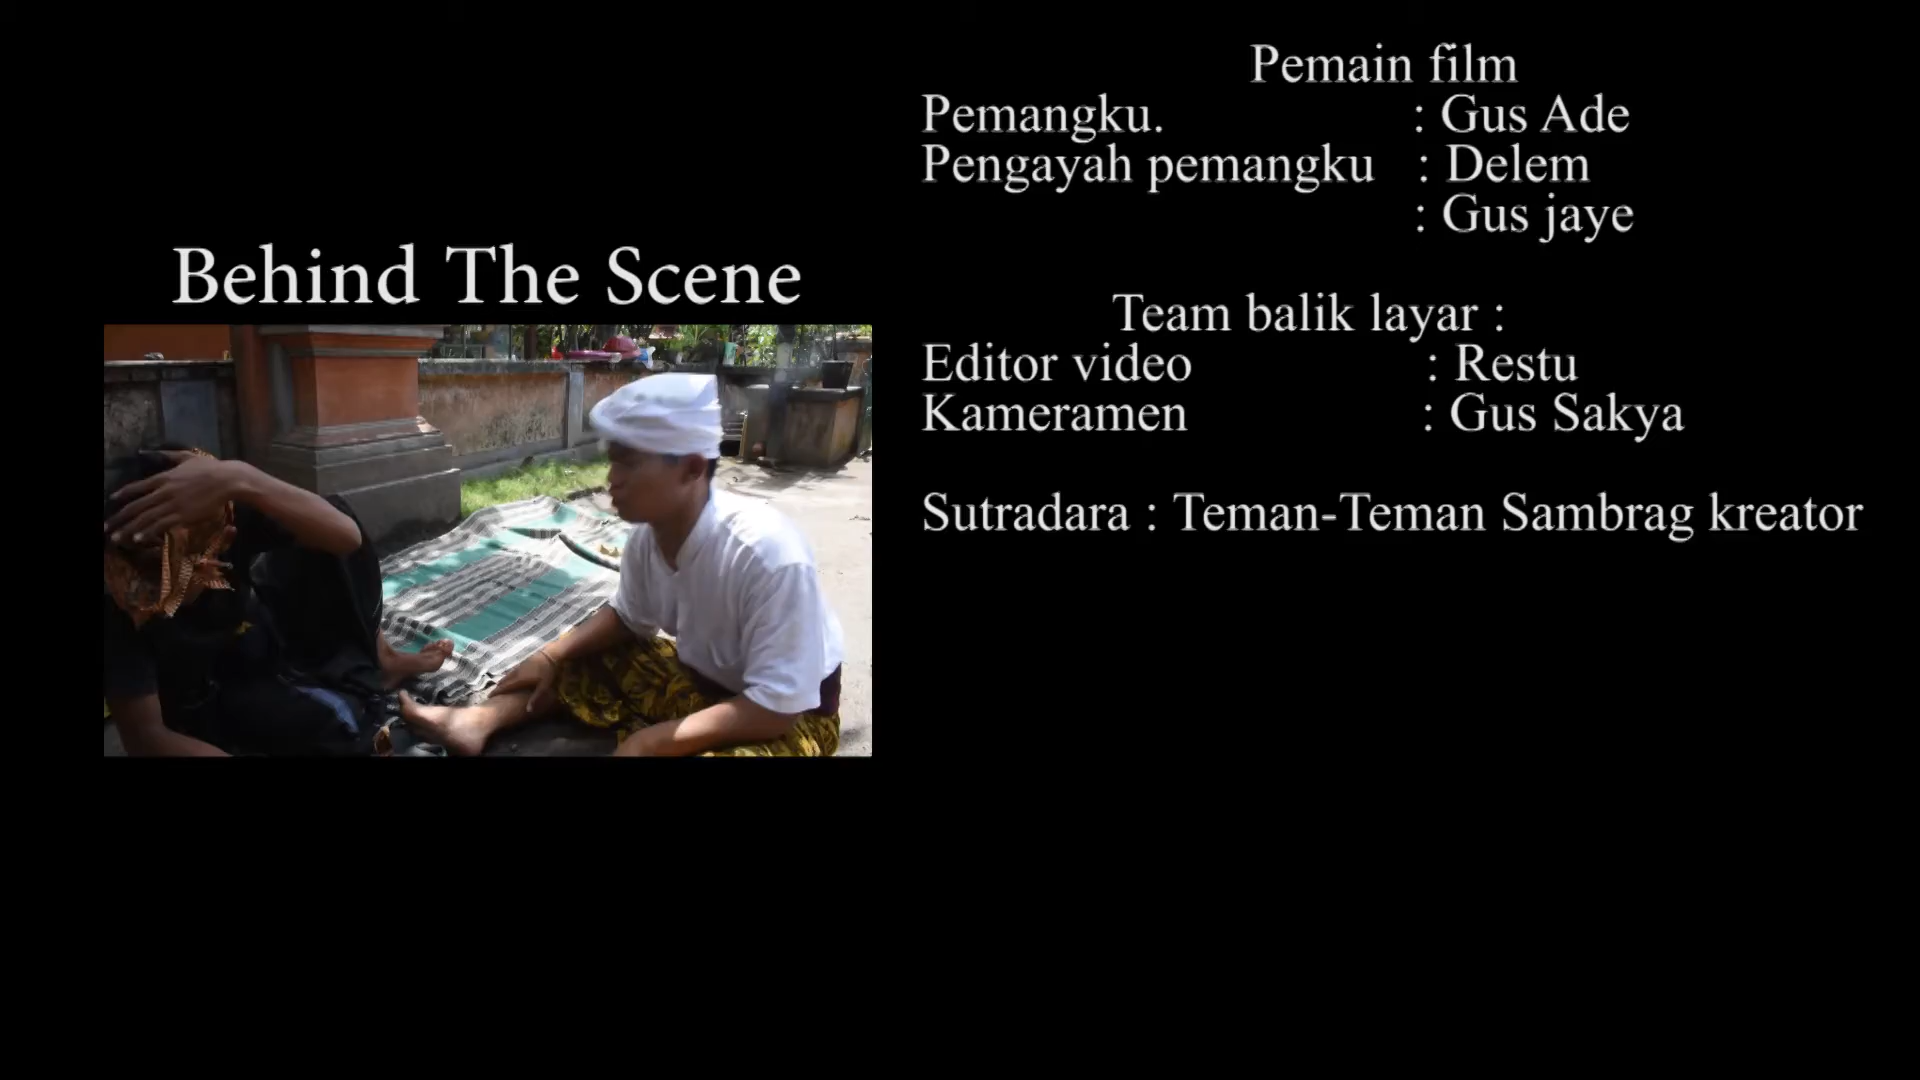 Behind The Scene
Pemain film
Pemangku. : Gus Ade
Pengayah pemangku : Delem
: Gus jaye
Team balik layar :
Editor video : Restu
Kameramen : Gus Sakya
Sutradara : Teman-Teman Sambrag kreator